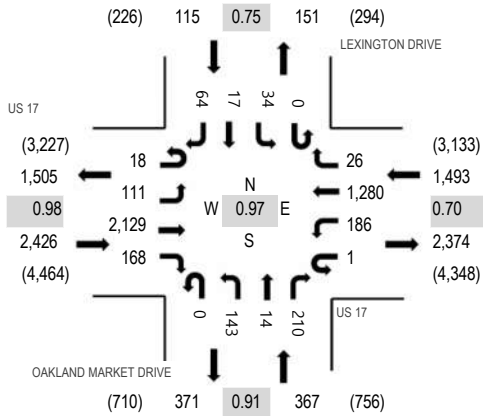 (226) 115 0.75 151 (294)
LEXINGTON DRIVE
64 17 34 0
US 17
(3,227) (3,133)
18 26
1,505 1,493
111 N 1,280
0.98 W 0.97 E 0.70
2,129 186
2,426 S 2,374
168 1
(4,464) (4,348)
0 143 14 210
US 17
OAKLAND MARKET DRIVE
(710) 371 0.91 367 (756)